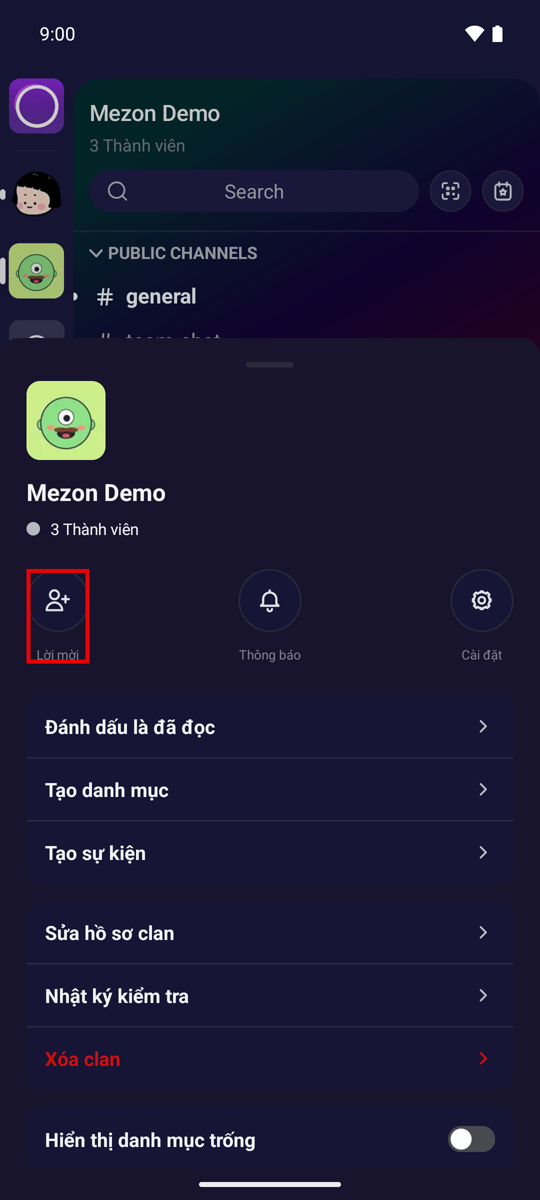 9:00
Mezon Demo
3 Thành viên
Search
PUBLIC CHANNELS
# general
Mezon Demo
3 Thành viên
Lời mời
Thông báo
Cài đặt
Đánh dấu là đã đọc
Tạo danh mục
Tạo sự kiện
Sửa hồ sơ clan
Nhật ký kiểm tra
Xóa clan
Hiển thị danh mục trống